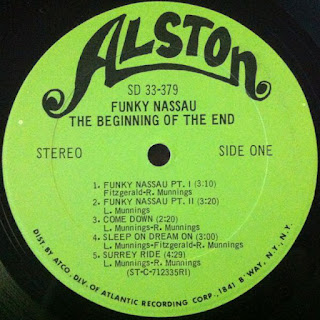 ALSTON
SD 33-379
FUNKY NASSAU
THE BEGINNING OF THE END
STEREO SIDE ONE
1. FUNKY NASSAU PT. I (3:10)
Fitzgerald-R. Munnings
2. FUNKY NASSAU PT. II (3:20)
L. Munnings
3. COME DOWN (2:20)
L. Munnings-R. Munnings
4. SLEEP ON DREAM ON (3:00)
L. Munnings-Fitzgerald-R. Munnings
5. SURREY RIDE (4:29)
L. Munnings-R. Munnings
(ST-C-712335RI)
DIST. BY ATCO-DIV. OF ATLANTIC RECORDING CORP., 1841 B'WAY, N.Y., N.Y.